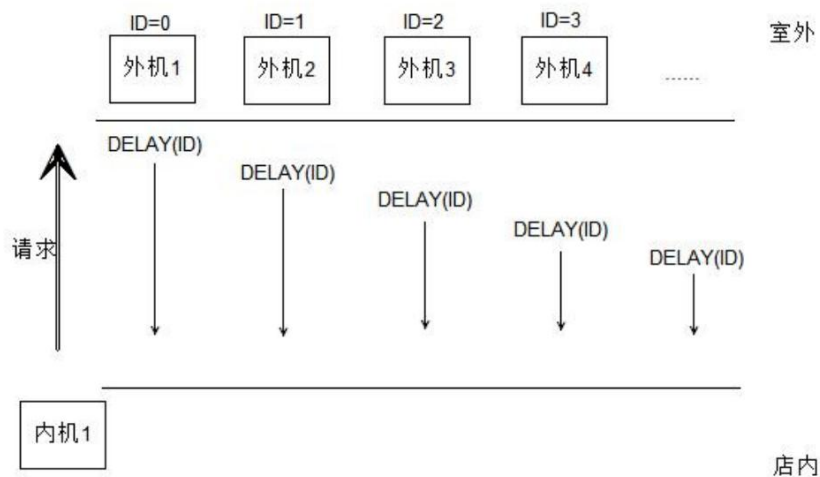 ID=0 ID=1 ID=2 ID=3 室外
外机1 外机2 外机3 外机4 ......
DELAY(ID)
DELAY(ID)
DELAY(ID)
DELAY(ID)
DELAY(ID)
请求
内机1
店内